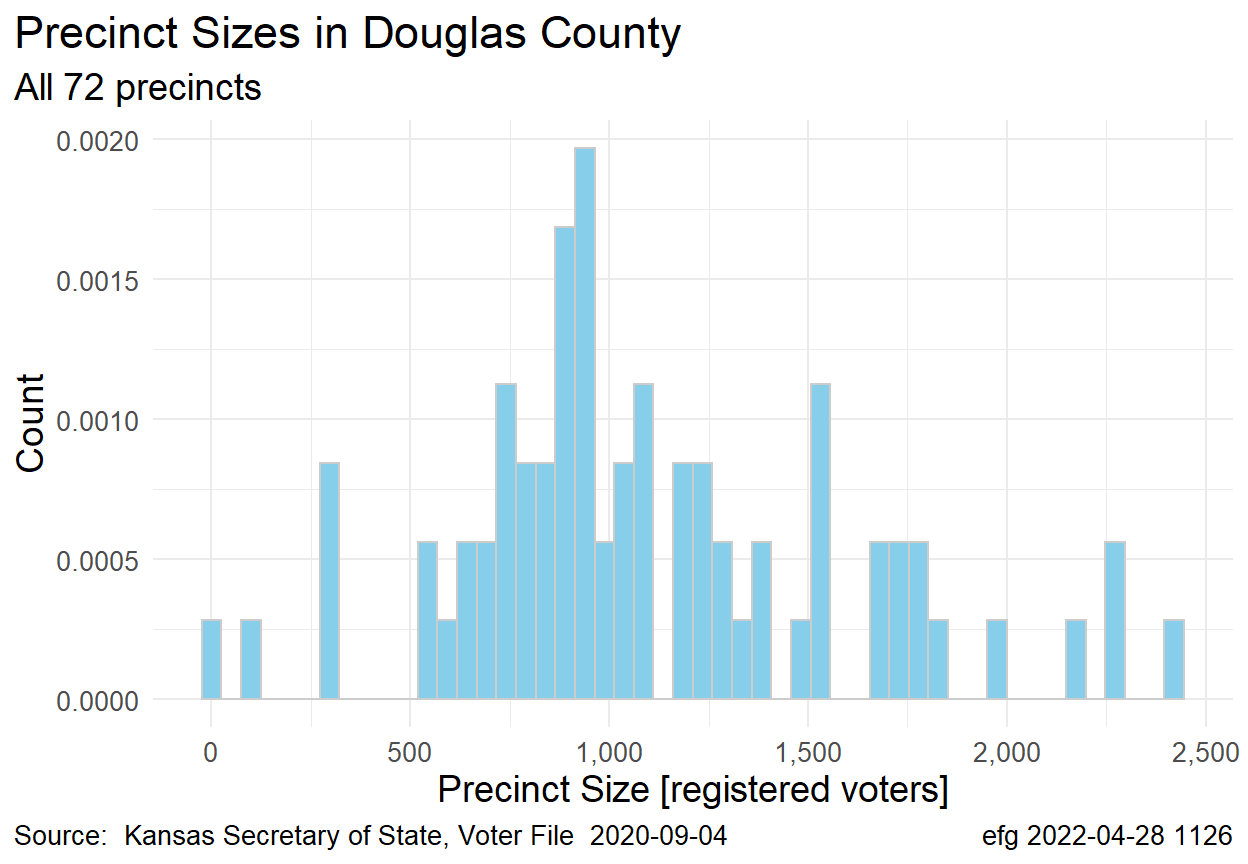 Precinct Sizes in Douglas County
All 72 precincts
0.0020
0.0015
0.0010
0.0005
0.0000
Count
0 500 1,000 1,500 2,000 2,500
Precinct Size [registered voters]
Source:  Kansas Secretary of State, Voter File  2020-09-04 efg 2022-04-28 1126